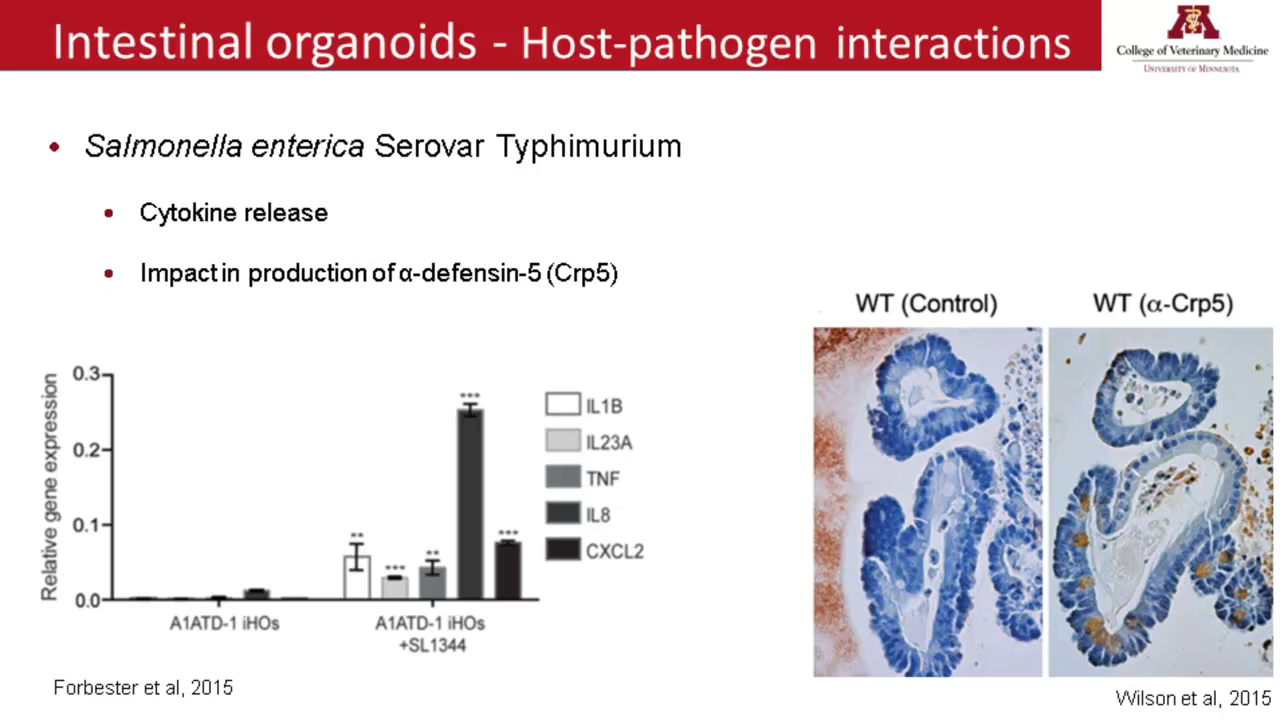 Intestinal organoids - Host-pathogen interactions
College of Veterinary Medicine
UNIVERSITY OF MINNESOTA
• Salmonella enterica Serovar Typhimurium
• Cytokine release
• Impact in production of α-defensin-5 (Crp5)
WT (Control)
WT (α-Crp5)
Relative gene expression
0.3
0.2
0.1
0.0
**
***
**
***
***
A1ATD-1 iHOs
A1ATD-1 iHOs
+SL1344
IL1B
IL23A
TNF
IL8
CXCL2
Forbester et al, 2015
Wilson et al, 2015